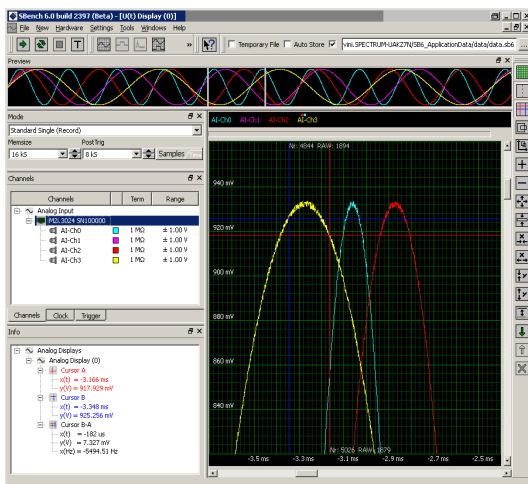 SBench 6.0 build 2397 (Beta) - [U(t) Display (0)]
File New Hardware Settings Tools Windows Help
T » Temporary File Auto Store vini.SPECTRUM-UAKZ7N/SB6_ApplicationData/data/data.sb6 ...
Preview
Mode
Standard Single (Record)
Memsize PostTrig
16 kS 8 kS Samples
Channels
Channels Term Range
Analog Input
M2i.3024 SN100000
AI-Ch0 1 MΩ ± 1.00 V
AI-Ch1 1 MΩ ± 1.00 V
AI-Ch2 1 MΩ ± 1.00 V
AI-Ch3 1 MΩ ± 1.00 V
Channels Clock Trigger
Info
Analog Displays
Analog Display (0)
Cursor A
x(t) = -3.166 ms
y(V) = 917.929 mV
Cursor B
x(t) = -3.348 ms
y(V) = 925.256 mV
Cursor B-A
x(t) = -182 us
y(V) = 7.327 mV
x(Hz) = -5494.51 Hz
AI-Ch0 AI-Ch1 AI-Ch2 AI-Ch3
Nr: 4844 RAW: 1894
940 mV
920 mV
900 mV
880 mV
860 mV
840 mV
Nr: 5026 RAW: 1879
-3.5 ms -3.3 ms -3.1 ms -2.9 ms -2.7 ms -2.5 ms